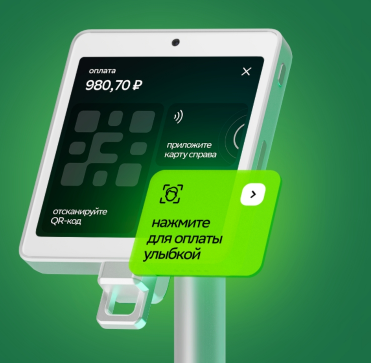 оплата
980,70 ₽
приложите
карту справа
отсканируйте
QR-код
нажмите
для оплаты
улыбкой